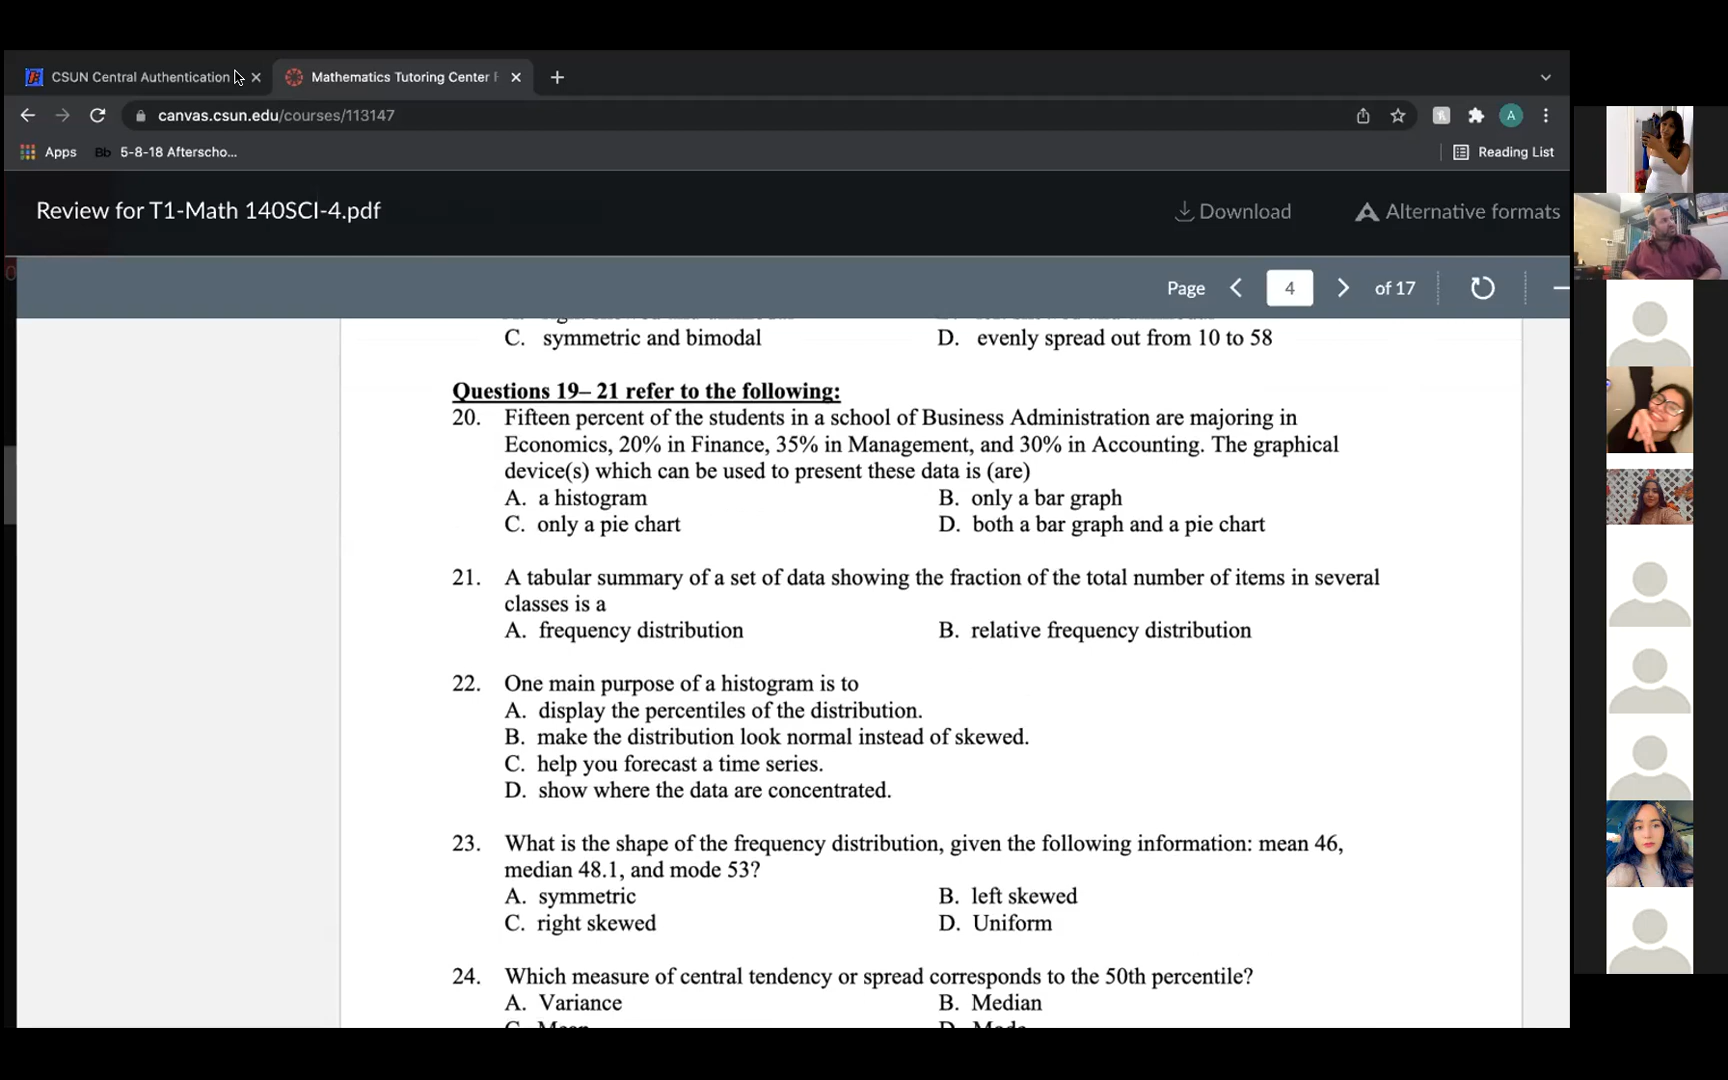 CSUN Central Authentication
Mathematics Tutoring Center
canvas.csun.edu/courses/113147
A
Apps
Bb 5-8-18 Afterscho...
Reading List
Review for T1-Math 140SCI-4.pdf
Download
Alternative formats
Page 4 of 17
C. symmetric and bimodal
D. evenly spread out from 10 to 58
Questions 19– 21 refer to the following:
20. Fifteen percent of the students in a school of Business Administration are majoring in
Economics, 20% in Finance, 35% in Management, and 30% in Accounting. The graphical
device(s) which can be used to present these data is (are)
A. a histogram
B. only a bar graph
C. only a pie chart
D. both a bar graph and a pie chart
21. A tabular summary of a set of data showing the fraction of the total number of items in several
classes is a
A. frequency distribution
B. relative frequency distribution
22. One main purpose of a histogram is to
A. display the percentiles of the distribution.
B. make the distribution look normal instead of skewed.
C. help you forecast a time series.
D. show where the data are concentrated.
23. What is the shape of the frequency distribution, given the following information: mean 46,
median 48.1, and mode 53?
A. symmetric
B. left skewed
C. right skewed
D. Uniform
24. Which measure of central tendency or spread corresponds to the 50th percentile?
A. Variance
B. Median
C. Mean
D. Mode